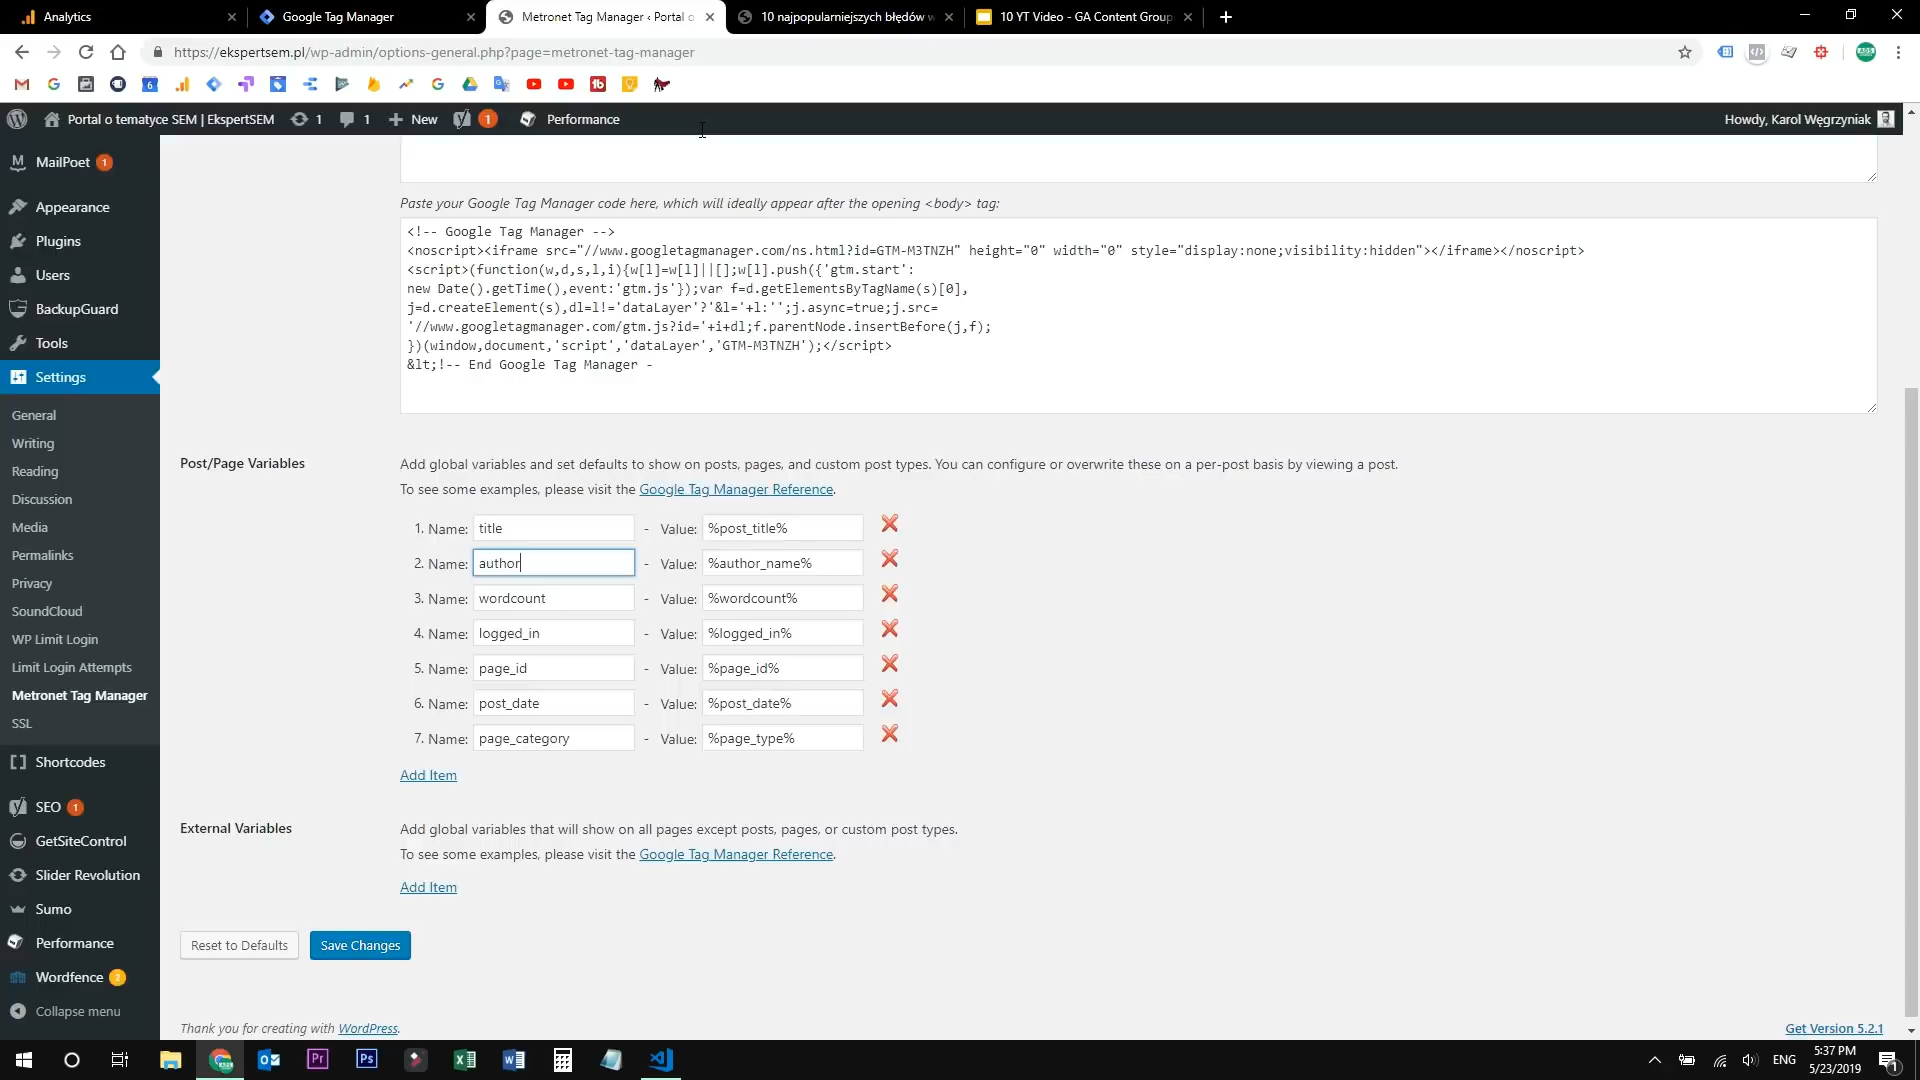 Analytics
Google Tag Manager
Metronet Tag Manager ‹ Portal o
10 najpopularniejszych błędów w
10 YT Video - GA Content Group
https://ekspertsem.pl/wp-admin/options-general.php?page=metronet-tag-manager
Portal o tematyce SEM | EkspertSEM
1
1
New
1
Performance
Howdy, Karol Węgrzyniak
MailPoet 1
Appearance
Plugins
Users
BackupGuard
Tools
Settings
General
Writing
Reading
Discussion
Media
Permalinks
Privacy
SoundCloud
WP Limit Login
Limit Login Attempts
Metronet Tag Manager
SSL
Shortcodes
SEO 1
GetSiteControl
Slider Revolution
Sumo
Performance
Wordfence 2
Collapse menu
Paste your Google Tag Manager code here, which will ideally appear after the opening <body> tag:
<!-- Google Tag Manager -->
<noscript><iframe src="//www.googletagmanager.com/ns.html?id=GTM-M3TNZH" height="0" width="0" style="display:none;visibility:hidden"></iframe></noscript>
<script>(function(w,d,s,l,i){w[l]=w[l]||[];w[l].push({'gtm.start':
new Date().getTime(),event:'gtm.js'});var f=d.getElementsByTagName(s)[0],
j=d.createElement(s),dl=l!='dataLayer'?'&l='+l:'';j.async=true;j.src=
'//www.googletagmanager.com/gtm.js?id='+i+dl;f.parentNode.insertBefore(j,f);
})(window,document,'script','dataLayer','GTM-M3TNZH');</script>
&lt;!-- End Google Tag Manager -
Post/Page Variables
Add global variables and set defaults to show on posts, pages, and custom post types. You can configure or overwrite these on a per-post basis by viewing a post.
To see some examples, please visit the Google Tag Manager Reference.
1. Name: title - Value: %post_title%
2. Name: author - Value: %author_name%
3. Name: wordcount - Value: %wordcount%
4. Name: logged_in - Value: %logged_in%
5. Name: page_id - Value: %page_id%
6. Name: post_date - Value: %post_date%
7. Name: page_category - Value: %page_type%
Add Item
External Variables
Add global variables that will show on all pages except posts, pages, or custom post types.
To see some examples, please visit the Google Tag Manager Reference.
Add Item
Reset to Defaults
Save Changes
Thank you for creating with WordPress.
Get Version 5.2.1
ENG
5:37 PM
5/23/2019
1